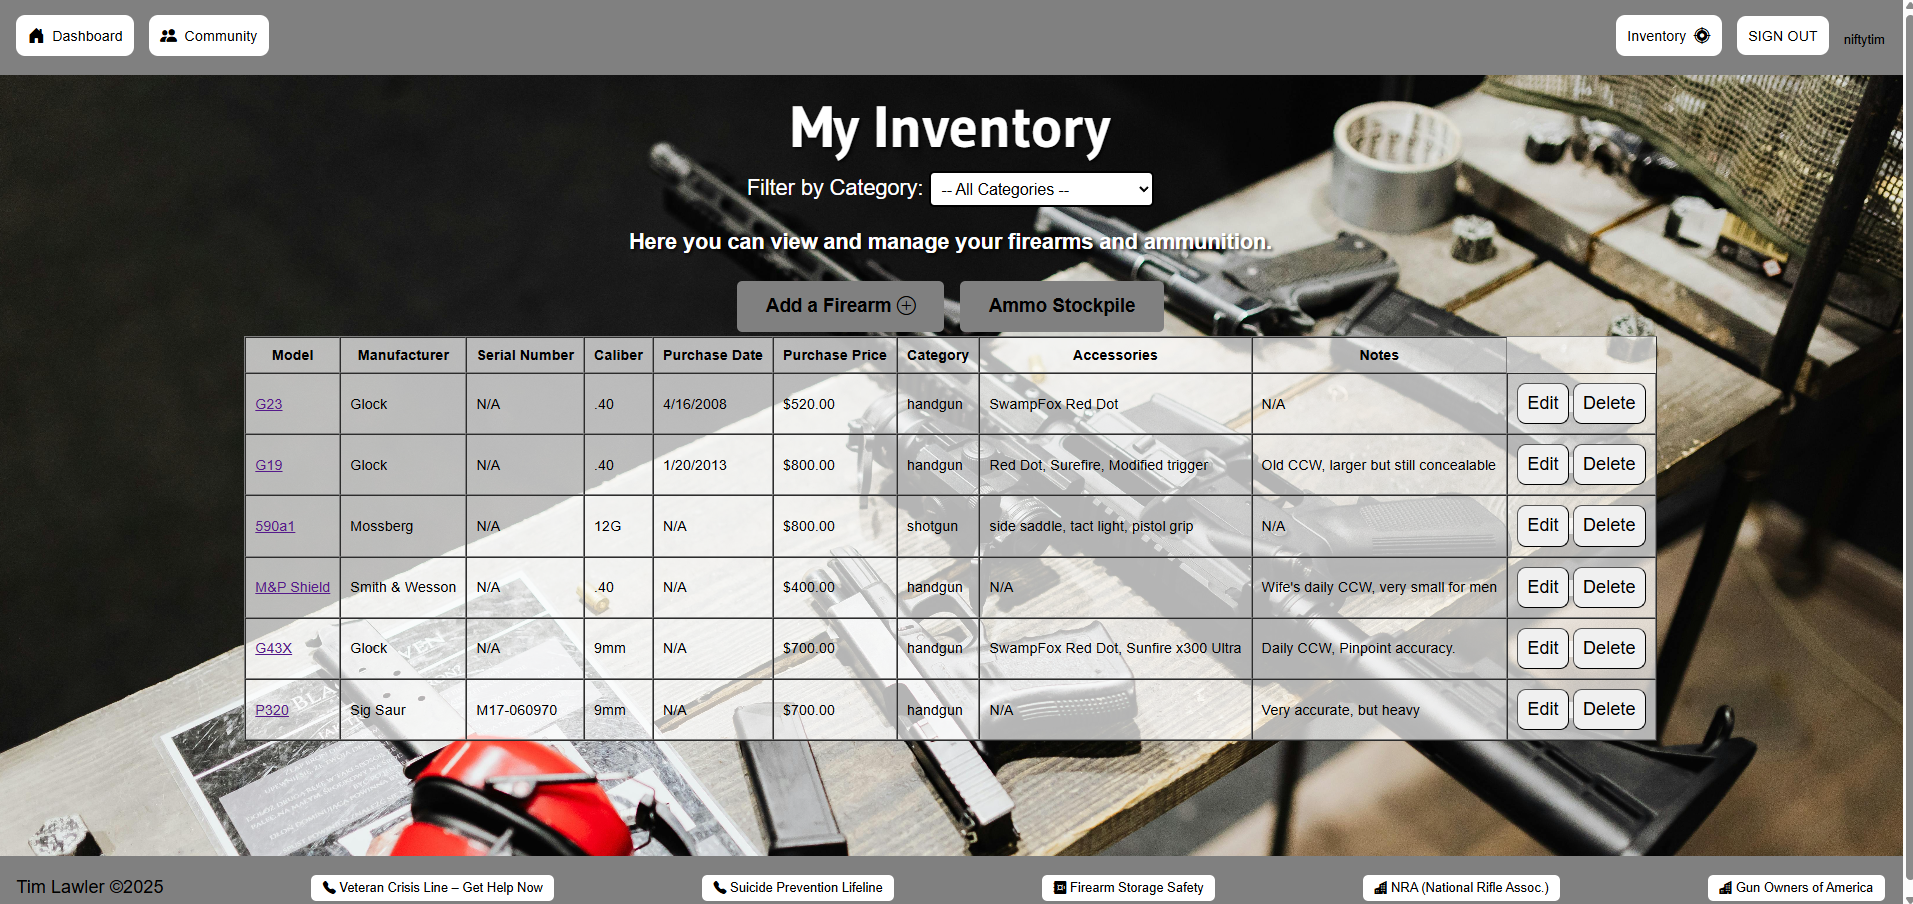 Dashboard Community Inventory SIGN OUT niftytim
My Inventory
Filter by Category: -- All Categories --
Here you can view and manage your firearms and ammunition.
Add a Firearm Ammo Stockpile
Model Manufacturer Serial Number Caliber Purchase Date Purchase Price Category Accessories Notes
G23 Glock N/A .40 4/16/2008 $520.00 handgun SwampFox Red Dot N/A Edit Delete
G19 Glock N/A .40 1/20/2013 $800.00 handgun Red Dot, Surefire, Modified trigger Old CCW, larger but still concealable Edit Delete
590a1 Mossberg N/A 12G N/A $800.00 shotgun side saddle, tact light, pistol grip N/A Edit Delete
M&P Shield Smith & Wesson N/A .40 N/A $400.00 handgun N/A Wife's daily CCW, very small for men Edit Delete
G43X Glock N/A 9mm N/A $700.00 handgun SwampFox Red Dot, Sunfire x300 Ultra Daily CCW, Pinpoint accuracy. Edit Delete
P320 Sig Saur M17-060970 9mm N/A $700.00 handgun N/A Very accurate, but heavy Edit Delete
Tim Lawler ©2025 Veteran Crisis Line – Get Help Now Suicide Prevention Lifeline Firearm Storage Safety NRA (National Rifle Assoc.) Gun Owners of America